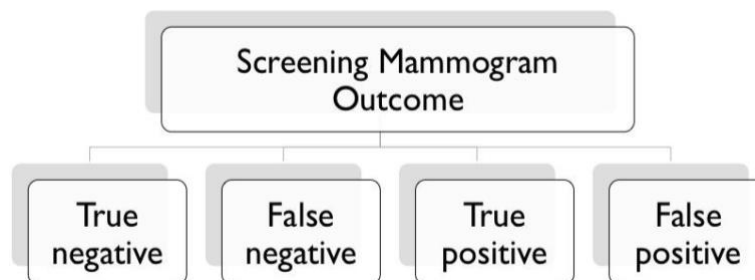 Screening Mammogram
Outcome
True
negative
False
negative
True
positive
False
positive